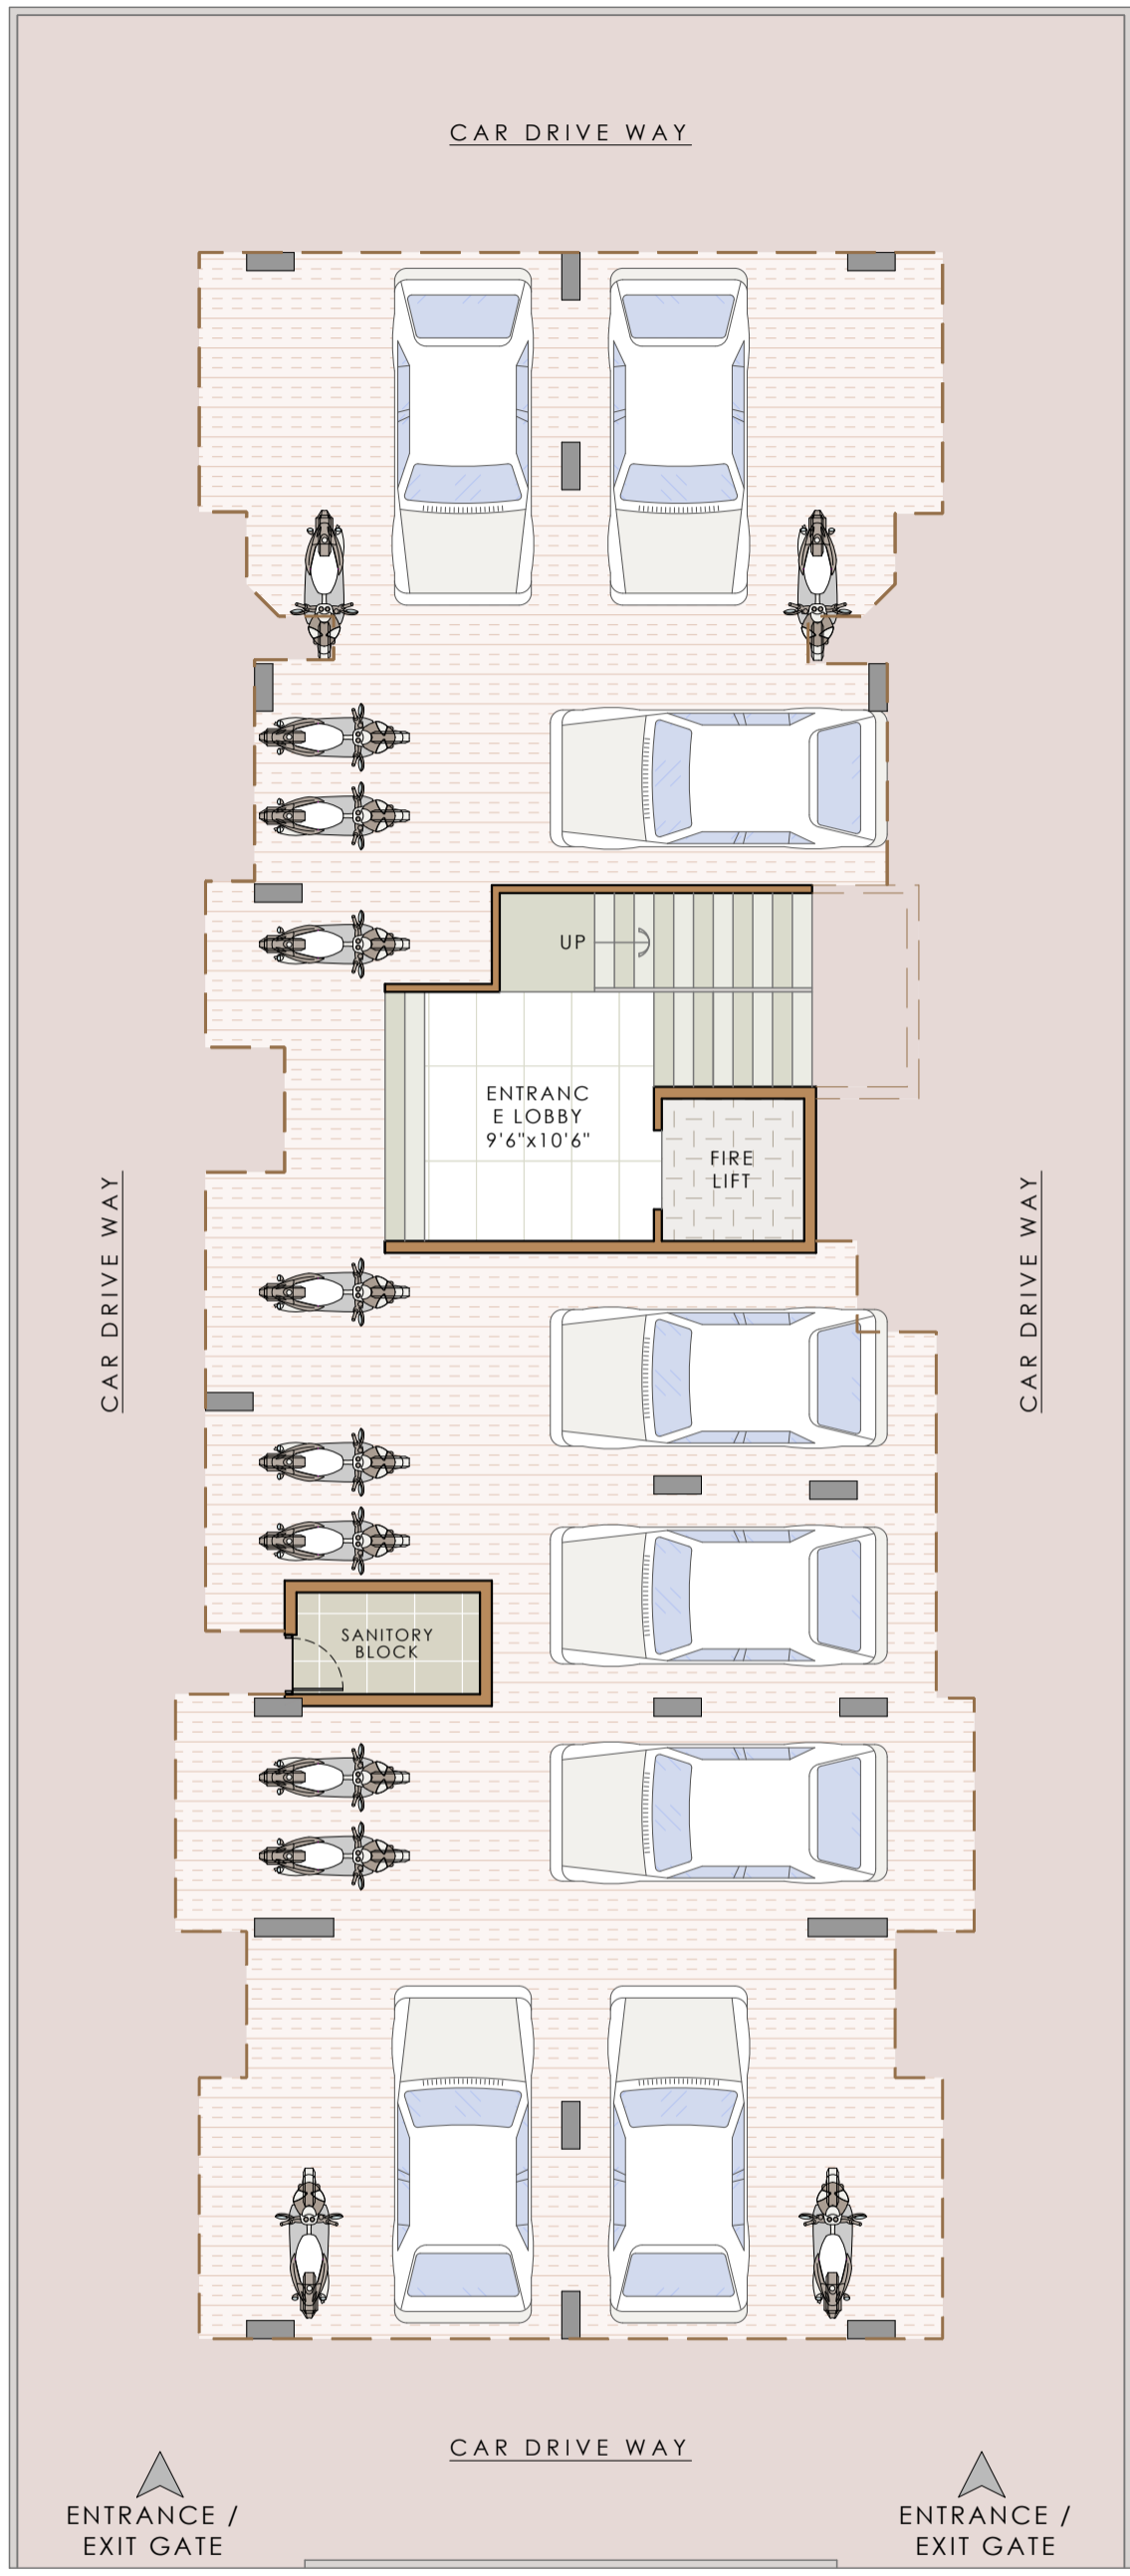 CAR DRIVE WAY
UP
ENTRANC
E LOBBY
9'6"x10'6"
FIRE
LIFT
CAR DRIVE WAY
CAR DRIVE WAY
SANITORY
BLOCK
CAR DRIVE WAY
ENTRANCE /
EXIT GATE
ENTRANCE /
EXIT GATE